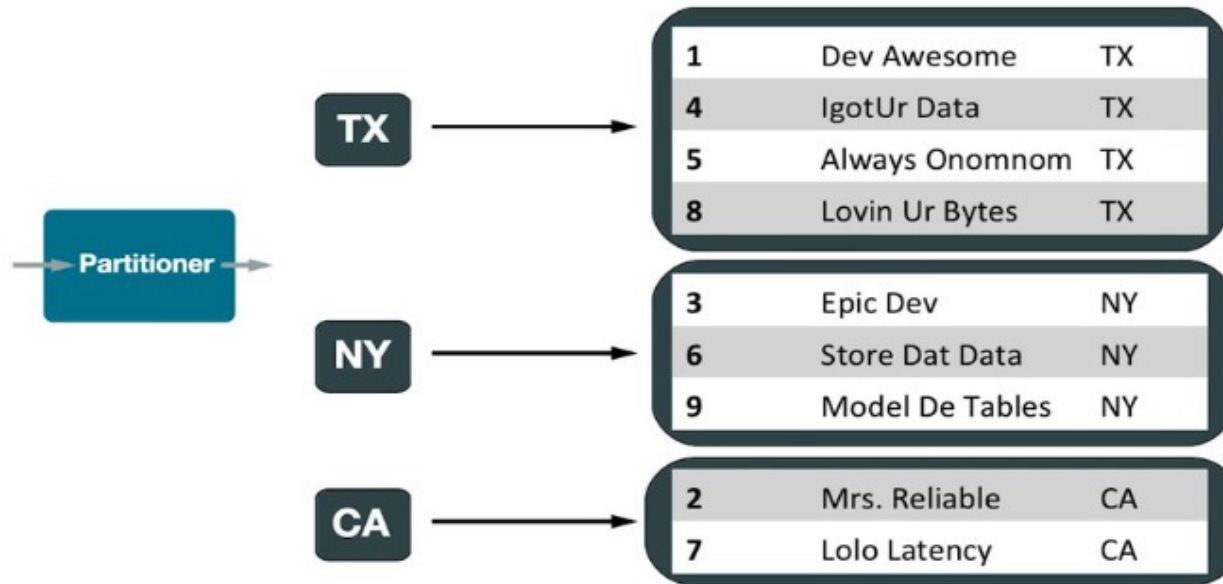 Partitioner
TX
1 Dev Awesome TX
4 IgotUr Data TX
5 Always Onomnom TX
8 Lovin Ur Bytes TX
NY
3 Epic Dev NY
6 Store Dat Data NY
9 Model De Tables NY
CA
2 Mrs. Reliable CA
7 Lolo Latency CA